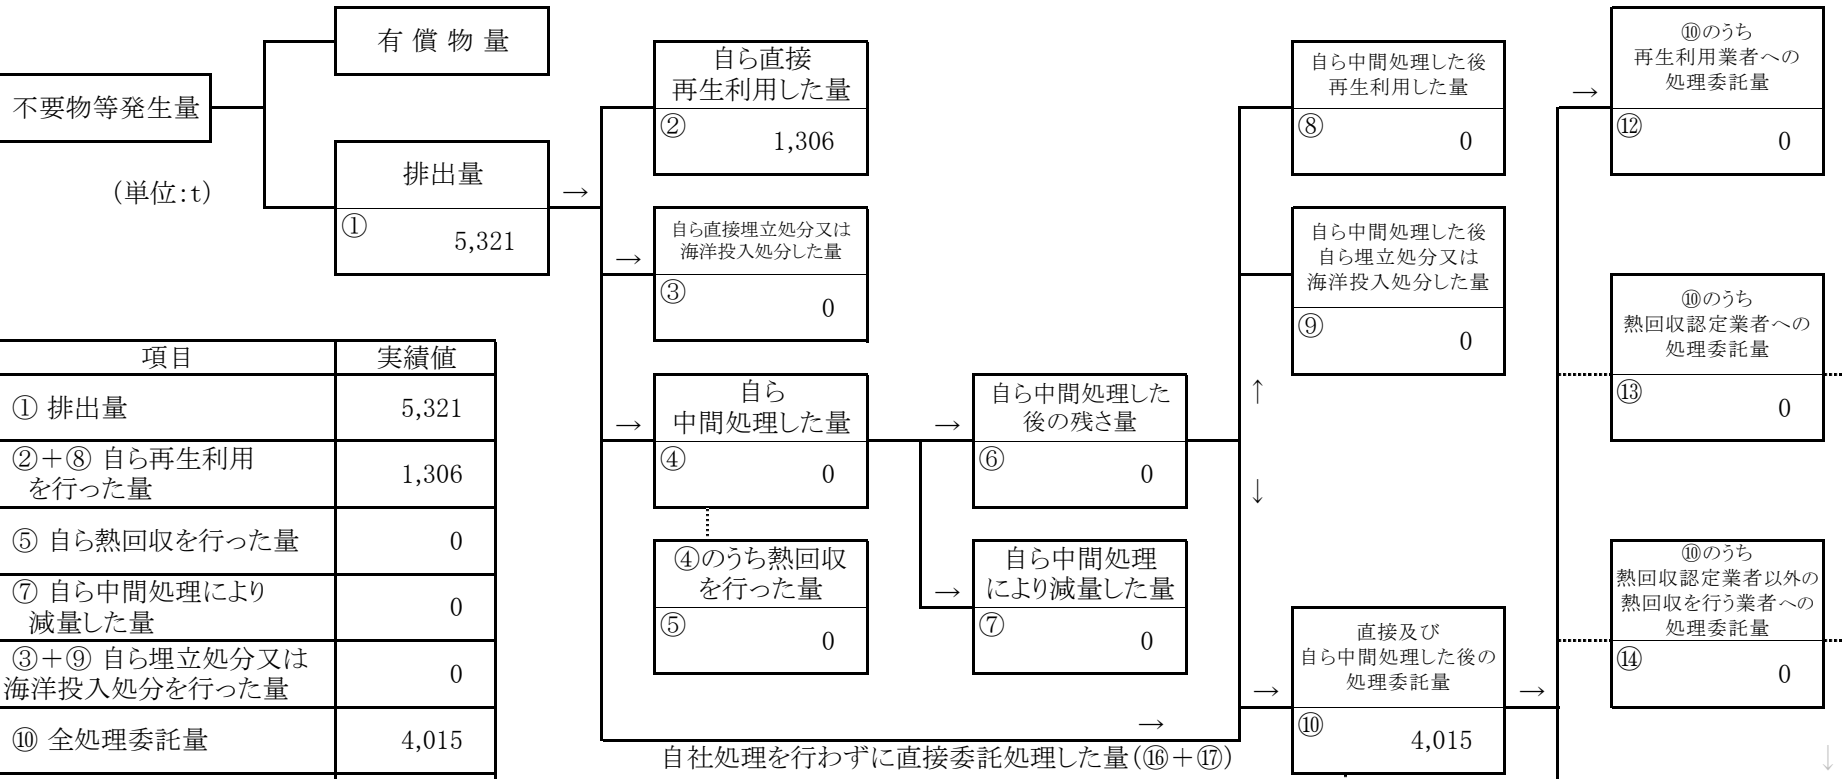 有償物量
不要物等発生量
(単位:t)
排出量
①
5,321
→
自ら直接
再生利用した量
②
1,306
→
自ら直接埋立処分又は
海洋投入処分した量
③
0
→
自ら
中間処理した量
④
0
④のうち熱回収
を行った量
⑤
0
→
自ら中間処理した
後の残さ量
⑥
0
→
自ら中間処理
により減量した量
⑦
0
→
自社処理を行わずに直接委託処理した量(⑯+⑰)
自ら中間処理した後
再生利用した量
⑧
0
自ら中間処理した後
自ら埋立処分又は
海洋投入処分した量
⑨
0
↑
↓
→
直接及び
自ら中間処理した後の
処理委託量
⑩
4,015
→
→
⑩のうち
再生利用業者への
処理委託量
⑫
0
⑩のうち
熱回収認定業者への
処理委託量
⑬
0
⑩のうち
熱回収認定業者以外の
熱回収を行う業者への
処理委託量
⑭
0
↓
項目 実績値
① 排出量 5,321
②+⑧ 自ら再生利用
を行った量 1,306
⑤ 自ら熱回収を行った量 0
⑦ 自ら中間処理により
減量した量 0
③+⑨ 自ら埋立処分又は
海洋投入処分を行った量 0
⑩ 全処理委託量 4,015